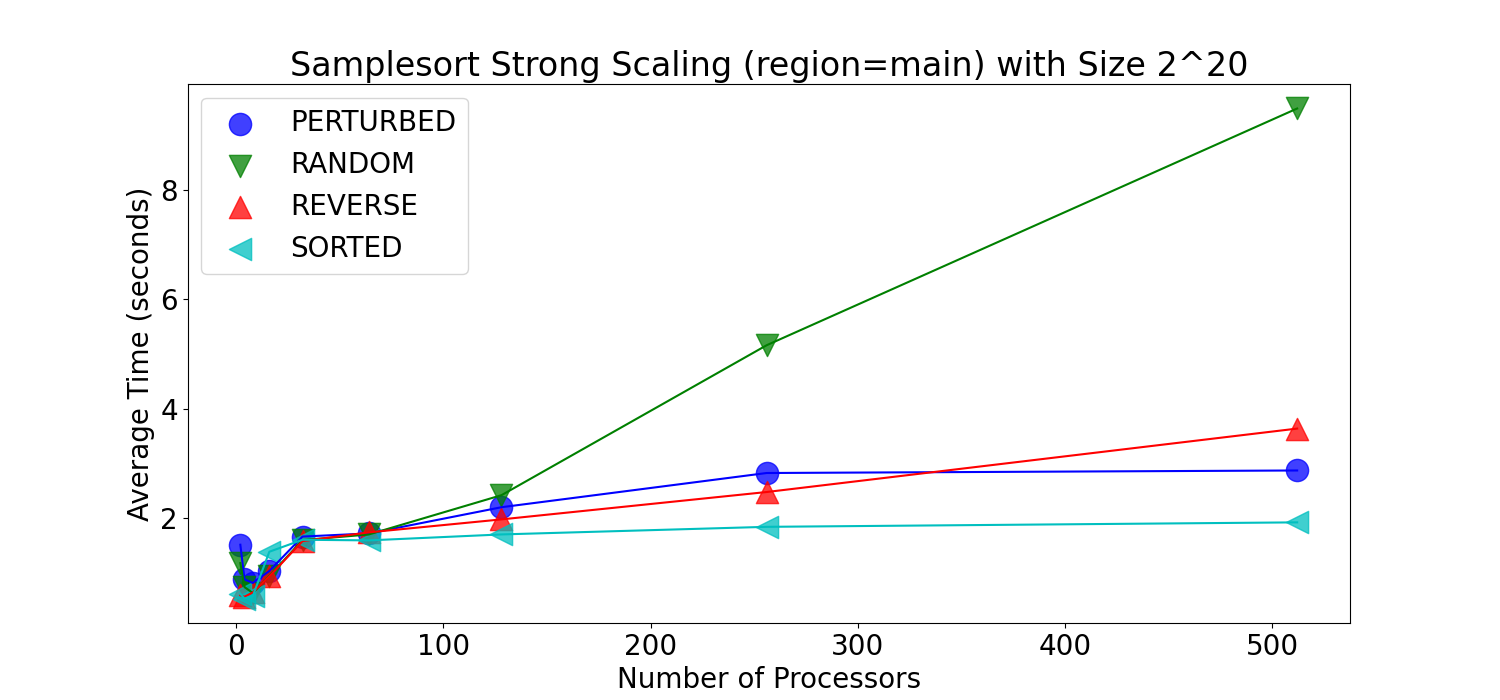 Samplesort Strong Scaling (region=main) with Size 2^20
PERTURBED
RANDOM
REVERSE
SORTED
Average Time (seconds)
8
6
4
2
0 100 200 300 400 500
Number of Processors